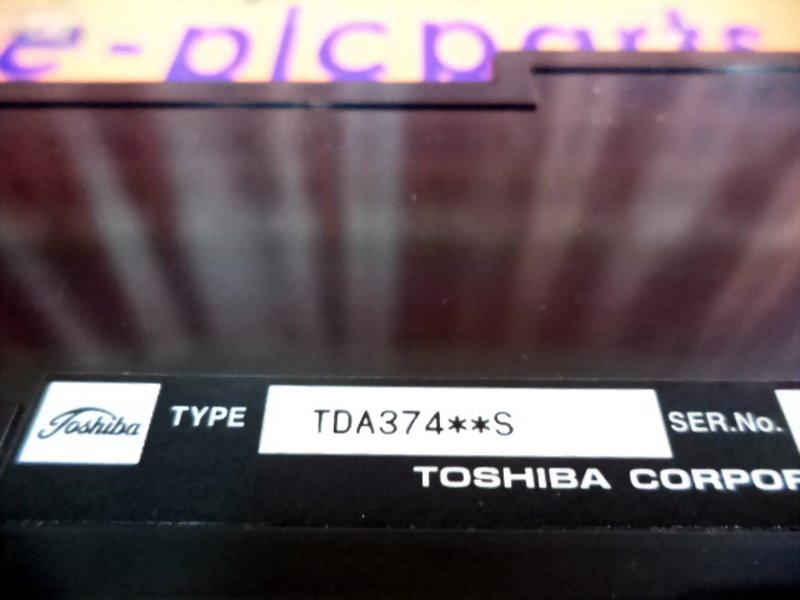 e-plcparts
Toshiba TYPE TDA374**S SER.No.
TOSHIBA CORPOR